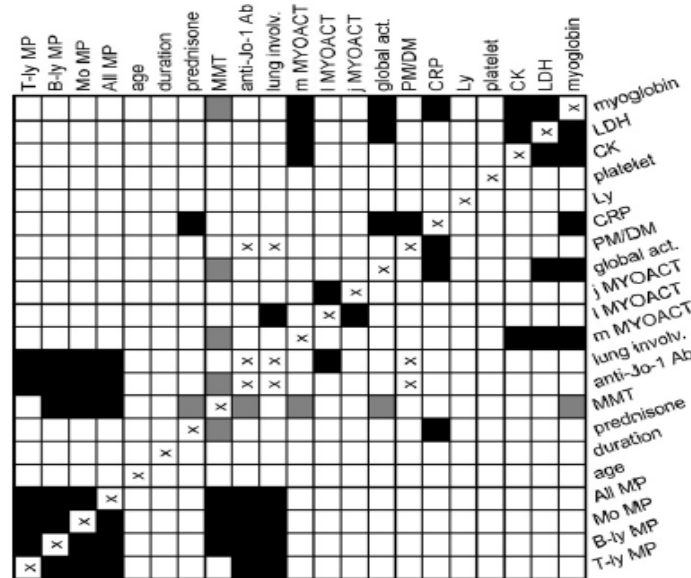 T-ly MP
B-ly MP
Mo MP
All MP
age
duration
prednisone
MMT
anti-Jo-1 Ab
lung involv.
m MYOACT
l MYOACT
j MYOACT
global act.
PM/DM
CRP
Ly
platelet
CK
LDH
myoglobin
x myoglobin
x LDH
x CK
x platelet
x Ly
x CRP
x x x PM/DM
x global act.
x j MYOACT
x l MYOACT
x m MYOACT
x x x lung involv.
x x x anti-Jo-1 Ab
x MMT
x prednisone
x duration
x age
x All MP
x Mo MP
x B-ly MP
x T-ly MP